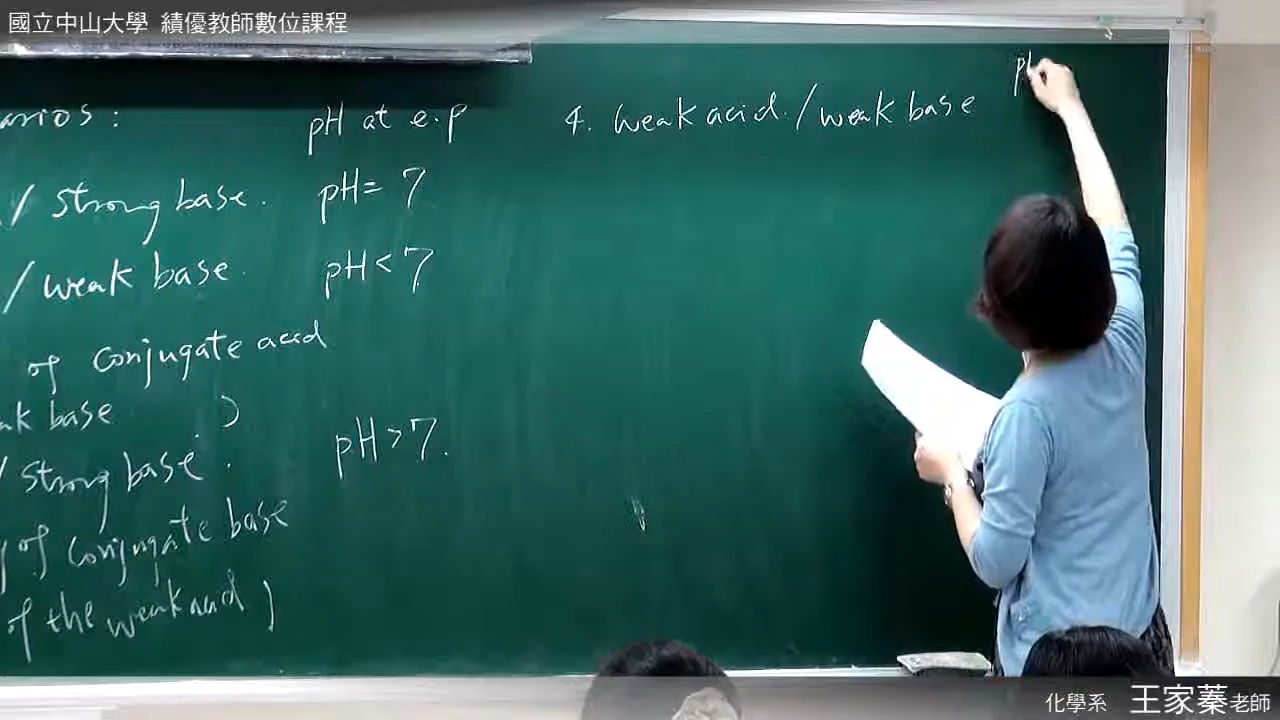 國立中山大學 績優教師數位課程
arios :
pH at e.p
/ strong base.
pH = 7
/ weak base.
pH < 7
of conjugate acid
ak base )
/ strong base.
pH > 7.
of conjugate base
of the weak acid )
4. weak acid. / weak base
pH
化學系 王家蓁老師